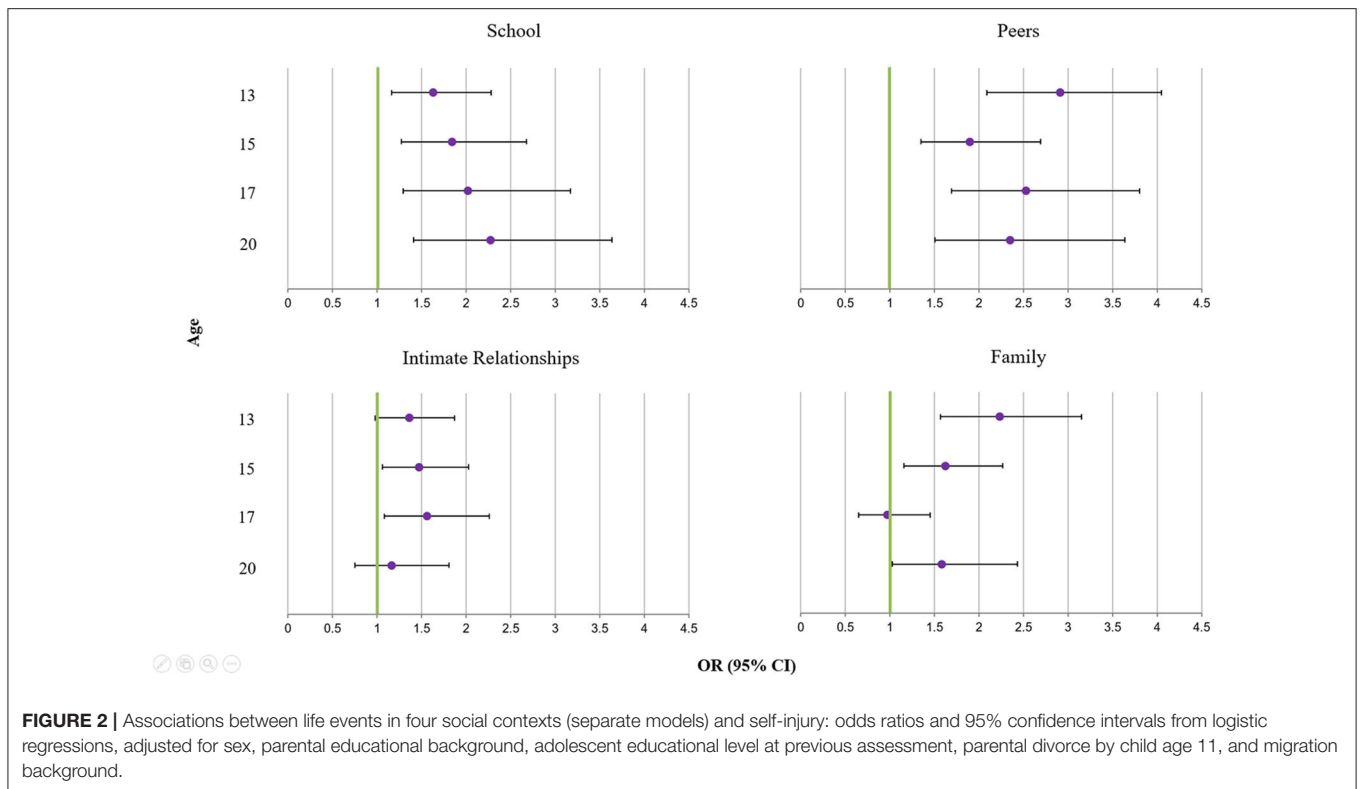 School
Peers
13
15
17
20
0 0.5 1 1.5 2 2.5 3 3.5 4 4.5
0 0.5 1 1.5 2 2.5 3 3.5 4 4.5
Age
Intimate Relationships
Family
13
15
17
20
0 0.5 1 1.5 2 2.5 3 3.5 4 4.5
0 0.5 1 1.5 2 2.5 3 3.5 4 4.5
OR (95% CI)
FIGURE 2 | Associations between life events in four social contexts (separate models) and self-injury: odds ratios and 95% confidence intervals from logistic
regressions, adjusted for sex, parental educational background, adolescent educational level at previous assessment, parental divorce by child age 11, and migration
background.